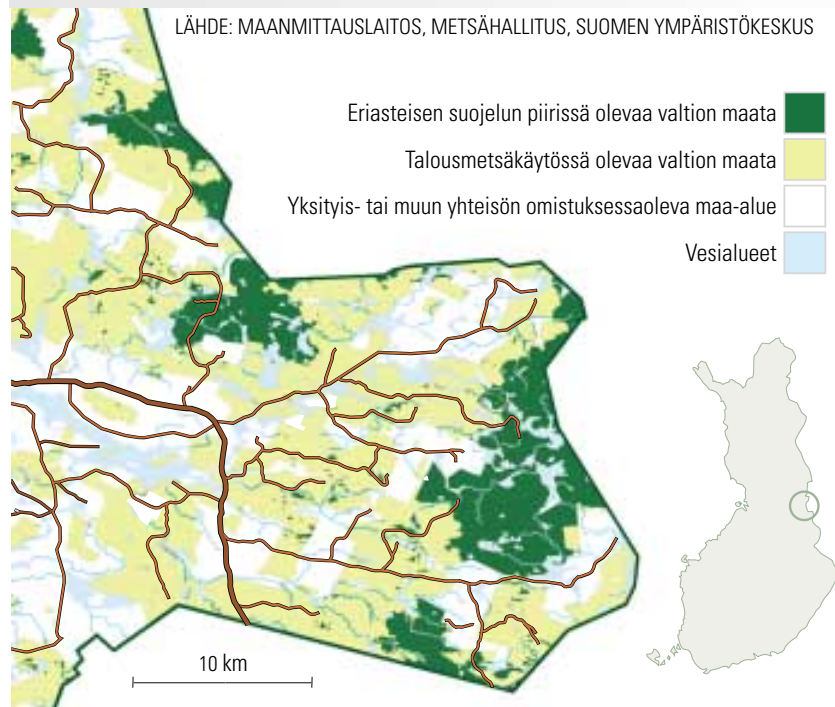 LÄHDE: MAANMITTAUSLAITOS, METSÄHALLITUS, SUOMEN YMPÄRISTÖKESKUS
Eriasteisen suojelun piirissä olevaa valtion maata
Talousmetsäkäytössä olevaa valtion maata
Yksityis- tai muun yhteisön omistuksessaoleva maa-alue
Vesialueet
10 km